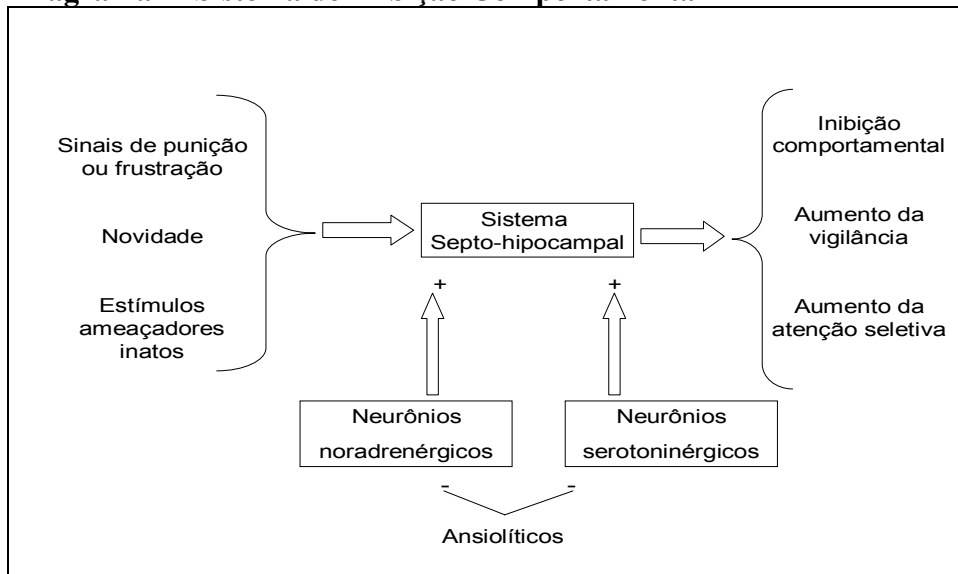 Sinais de punição
ou frustração
Novidade
Estímulos
ameaçadores
inatos
Sistema
Septo-hipocampal
Inibição
comportamental
Aumento da
vigilância
Aumento da
atenção seletiva
+
+
Neurônios
noradrenérgicos
Neurônios
serotoninérgicos
-
-
Ansiolíticos